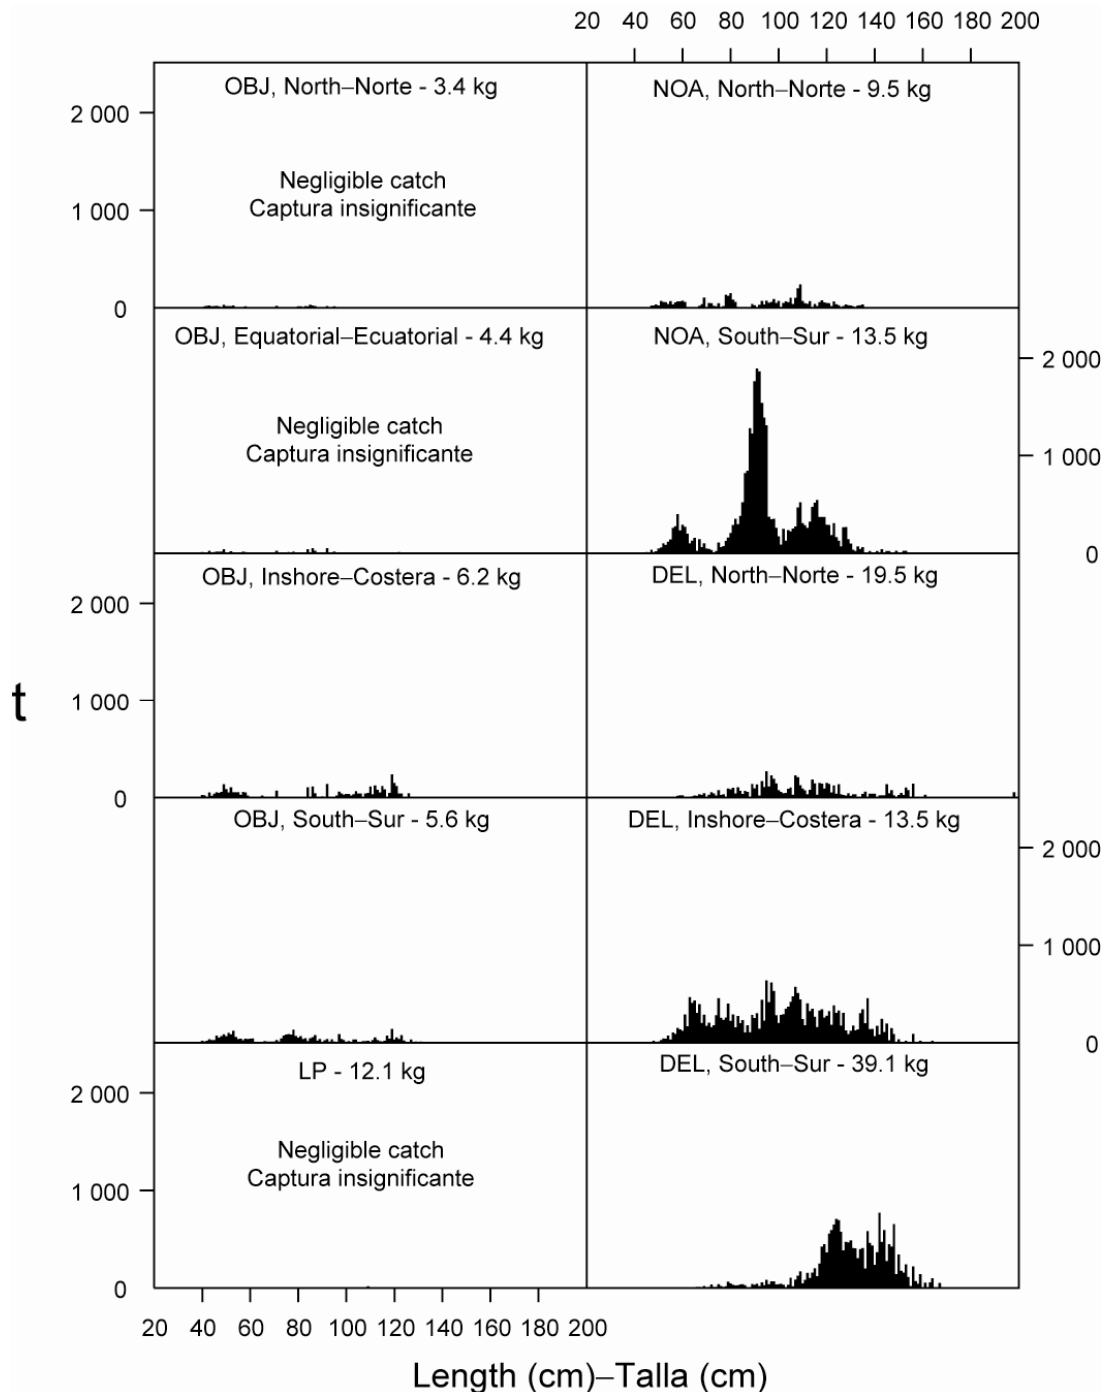 20 40 60 80 100 120 140 160 180 200
OBJ, North–Norte - 3.4 kg
NOA, North–Norte - 9.5 kg
2 000
Negligible catch
Captura insignificante
1 000
0
OBJ, Equatorial–Ecuatorial - 4.4 kg
NOA, South–Sur - 13.5 kg
2 000
Negligible catch
Captura insignificante
1 000
0
OBJ, Inshore–Costera - 6.2 kg
DEL, North–Norte - 19.5 kg
2 000
t
1 000
0
OBJ, South–Sur - 5.6 kg
DEL, Inshore–Costera - 13.5 kg
2 000
1 000
0
LP - 12.1 kg
DEL, South–Sur - 39.1 kg
2 000
Negligible catch
Captura insignificante
1 000
0
20 40 60 80 100 120 140 160 180 200
Length (cm)–Talla (cm)